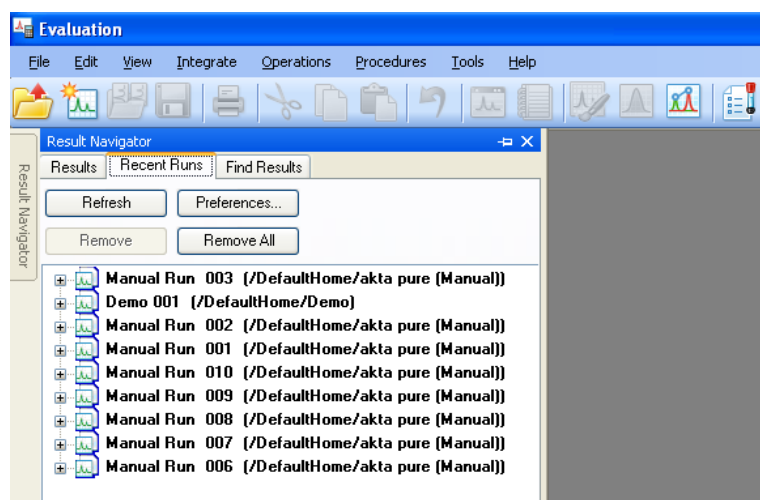 Evaluation
File Edit View Integrate Operations Procedures Tools Help
Result Navigator
Result Navigator
Results Recent Runs Find Results
Refresh Preferences...
Remove Remove All
Manual Run 003 (/DefaultHome/akta pure (Manual))
Demo 001 (/DefaultHome/Demo)
Manual Run 002 (/DefaultHome/akta pure (Manual))
Manual Run 001 (/DefaultHome/akta pure (Manual))
Manual Run 010 (/DefaultHome/akta pure (Manual))
Manual Run 009 (/DefaultHome/akta pure (Manual))
Manual Run 008 (/DefaultHome/akta pure (Manual))
Manual Run 007 (/DefaultHome/akta pure (Manual))
Manual Run 006 (/DefaultHome/akta pure (Manual))